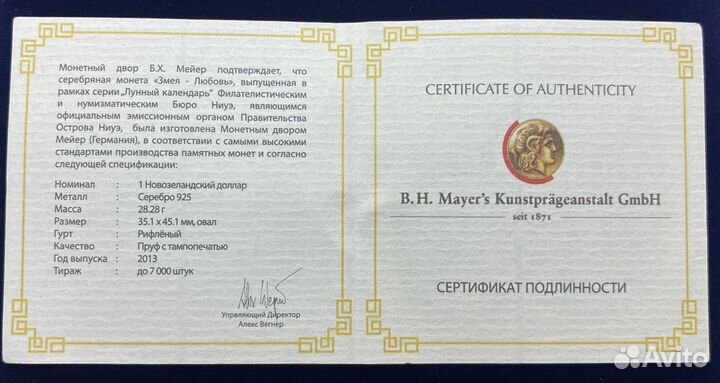 Монетный двор Б.Х. Мейер подтверждает, что
серебряная монета «Змея - Любовь», выпущенная в
рамках серии „Лунный календарь" Филателистическим
и нумизматическим Бюро Ниуэ, являющимся
официальным эмиссионным органом Правительства
Острова Ниуэ, была изготовлена Монетным двором
Мейер (Германия), в соответствии с самыми высокими
стандартами производства памятных монет и согласно
следующей спецификации:
Номинал : 1 Новозеландский доллар
Металл : Серебро 925
Масса : 28.28 г
Размер : 35.1 x 45.1 мм, овал
Гурт : Рифлёный
Качество : Пруф с тампопечатью
Год выпуска : 2013
Тираж : до 7 000 штук
Упрвляющий Директор
Алекс Вегнер
CERTIFICATE OF AUTHENTICITY
B. H. Mayer's Kunstprägeanstalt GmbH
seit 1871
СЕРТИФИКАТ ПОДЛИННОСТИ
Avito